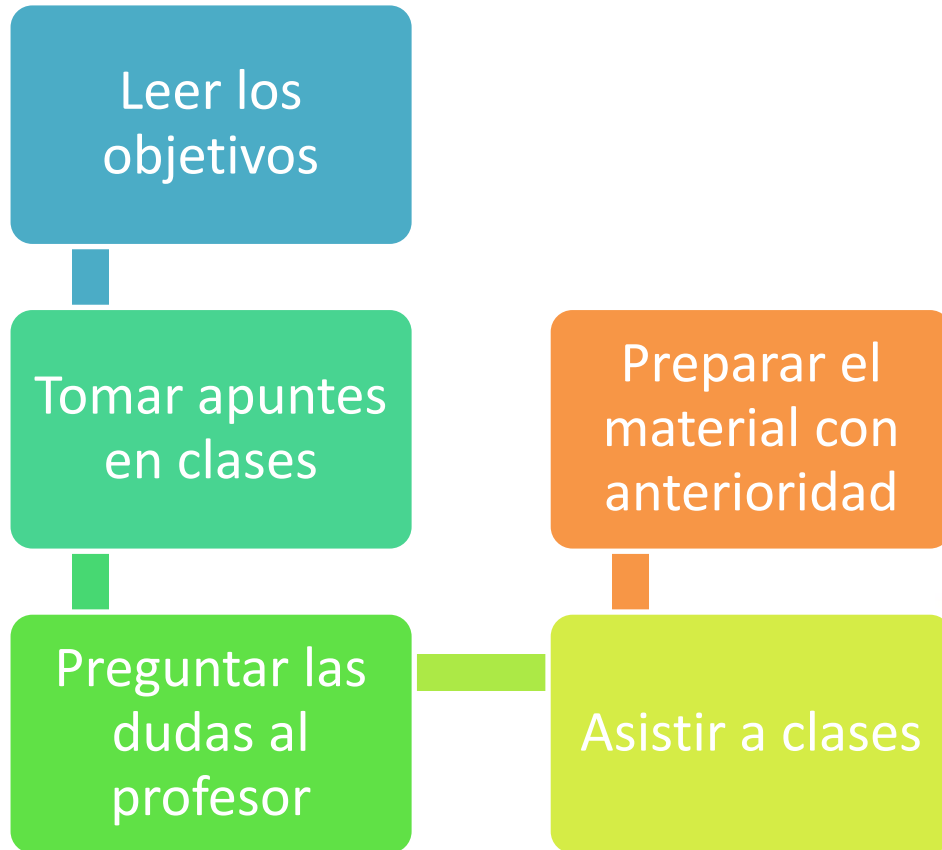 Leer los
objetivos
Tomar apuntes
en clases
Preguntar las
dudas al
profesor
Asistir a clases
Preparar el
material con
anterioridad